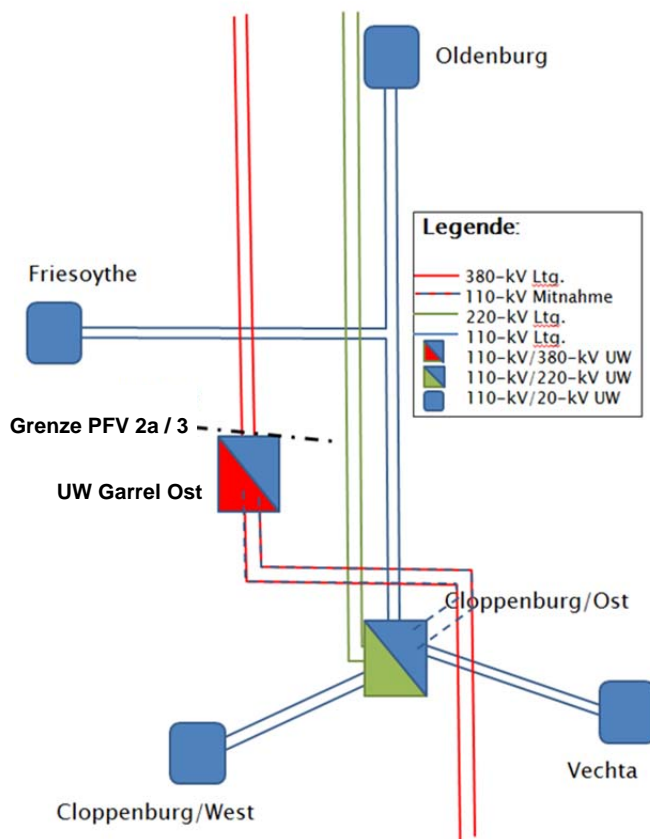 Oldenburg
Legende:
380-kV Ltg.
110-kV Mitnahme
220-kV Ltg.
110-kV Ltg.
110-kV/380-kV UW
110-kV/220-kV UW
110-kV/20-kV UW
Friesoythe
Grenze PFV 2a / 3
UW Garrel Ost
Cloppenburg/Ost
Vechta
Cloppenburg/West